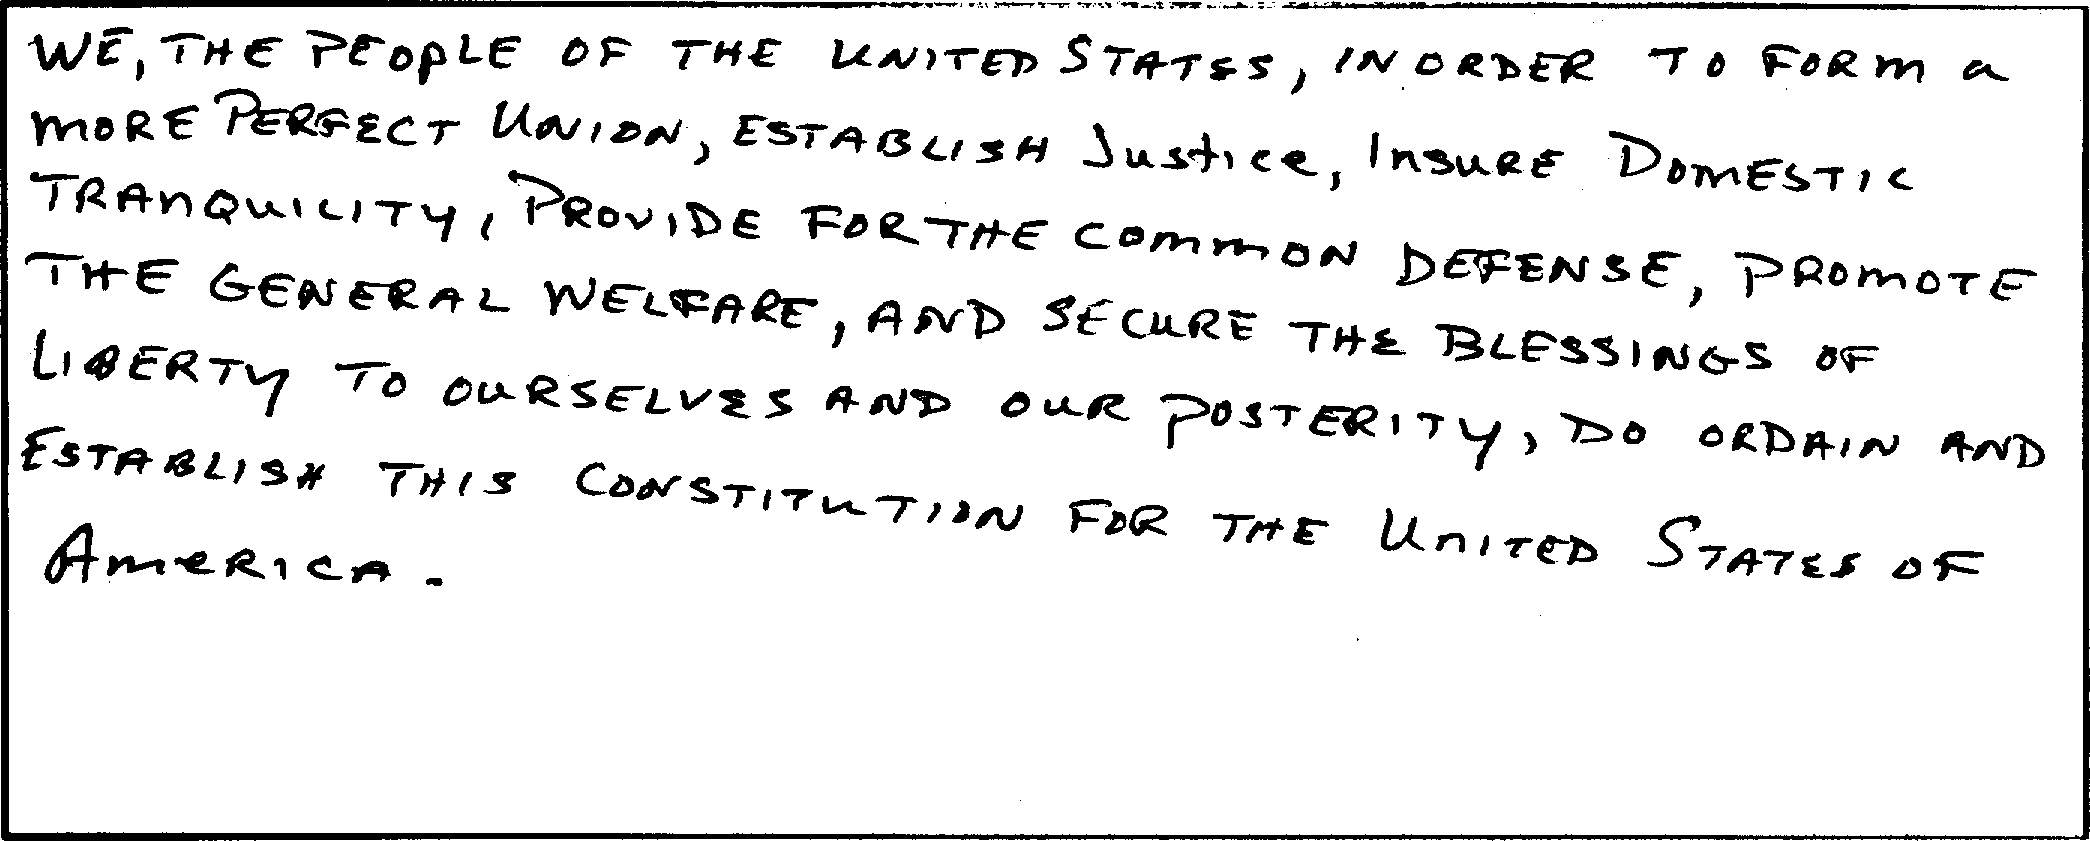 WE, THE PEOPLE OF THE UNITED STATES, IN ORDER TO FORM a
MORE PERFECT UNION, ESTABLISH Justice, INSURE DOMESTIC
TRANQUILITY, PROVIDE FOR THE COMMON DEFENSE, PROMOTE
THE GENERAL WELFARE, AND SECURE THE BLESSINGS OF
LIBERTY TO OURSELVES AND OUR POSTERITY, DO ORDAIN AND
ESTABLISH THIS CONSTITUTION FOR THE UNITED STATES OF
AMERICA.